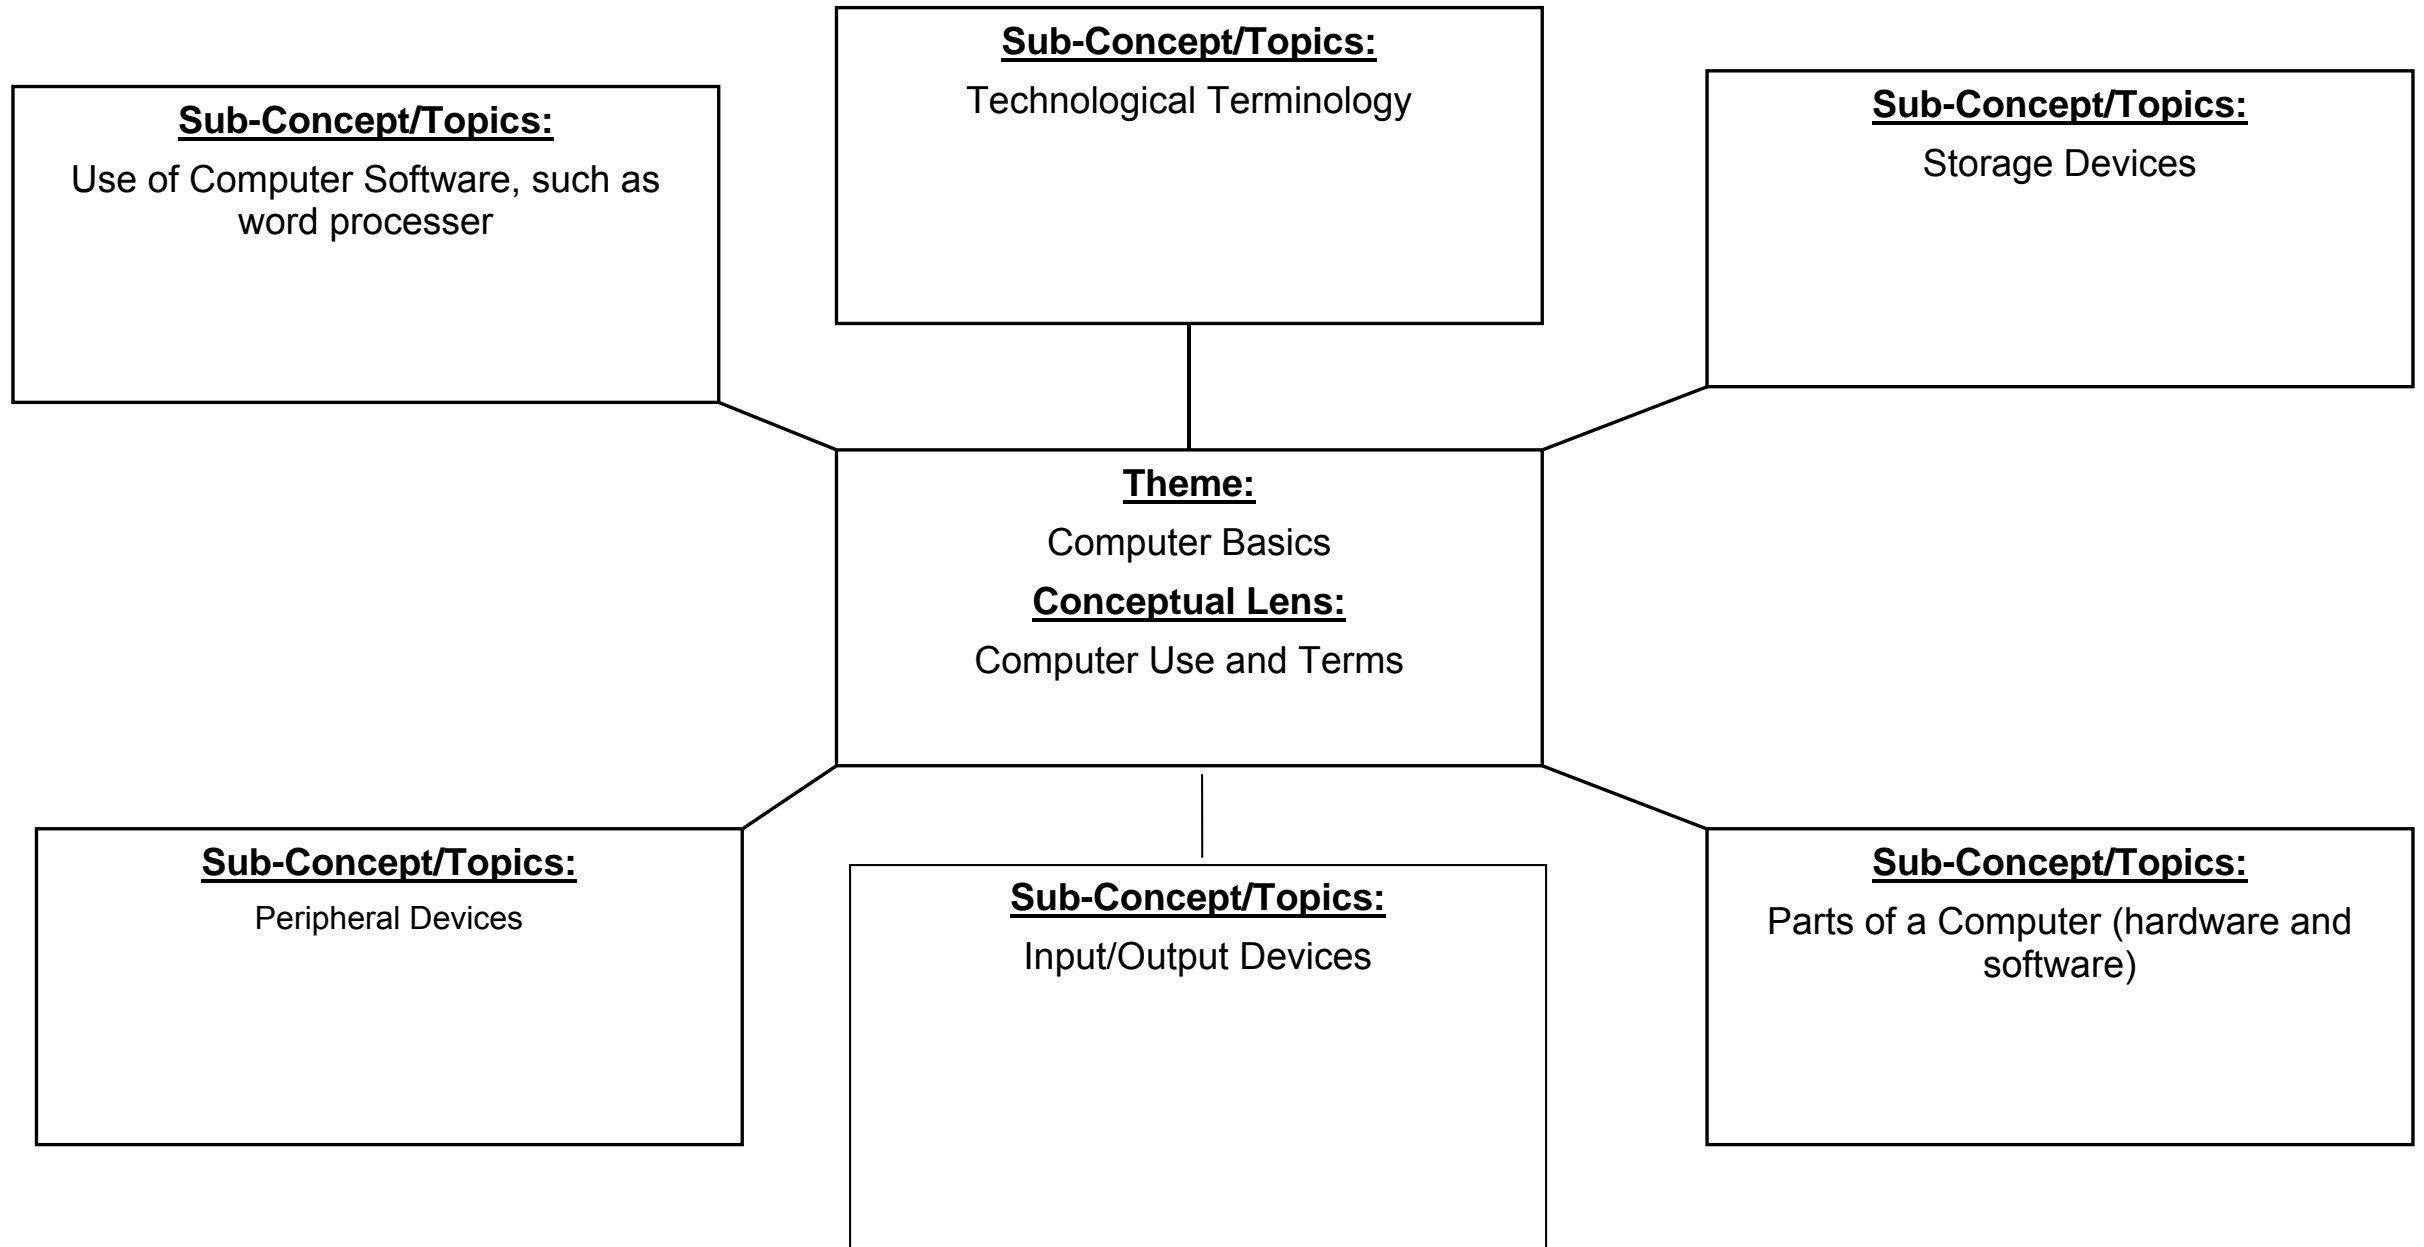 Sub-Concept/Topics:
Use of Computer Software, such as
word processer
Sub-Concept/Topics:
Technological Terminology
Sub-Concept/Topics:
Storage Devices
Theme:
Computer Basics
Conceptual Lens:
Computer Use and Terms
Sub-Concept/Topics:
Peripheral Devices
Sub-Concept/Topics:
Input/Output Devices
Sub-Concept/Topics:
Parts of a Computer (hardware and
software)